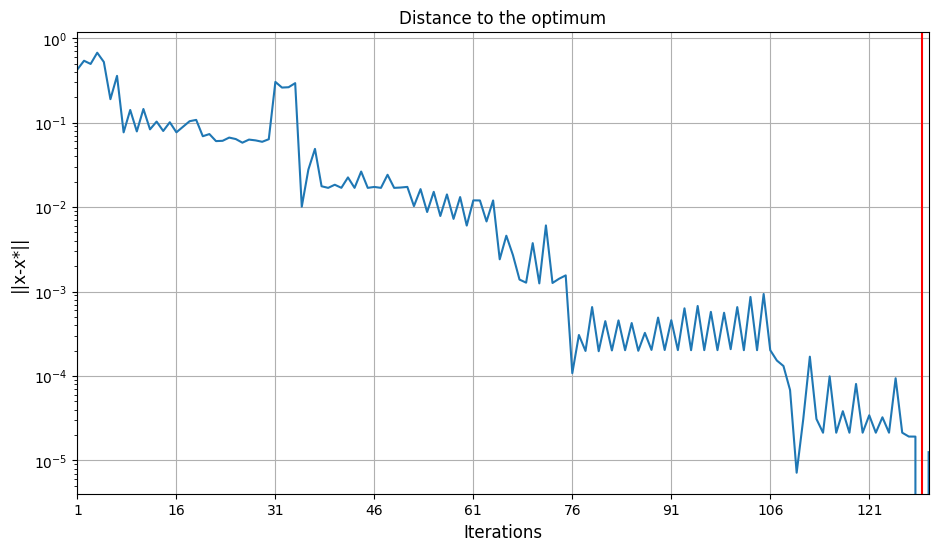 Distance to the optimum
||x-x*||
10⁰
10⁻¹
10⁻²
10⁻³
10⁻⁴
10⁻⁵
1 16 31 46 61 76 91 106 121
Iterations